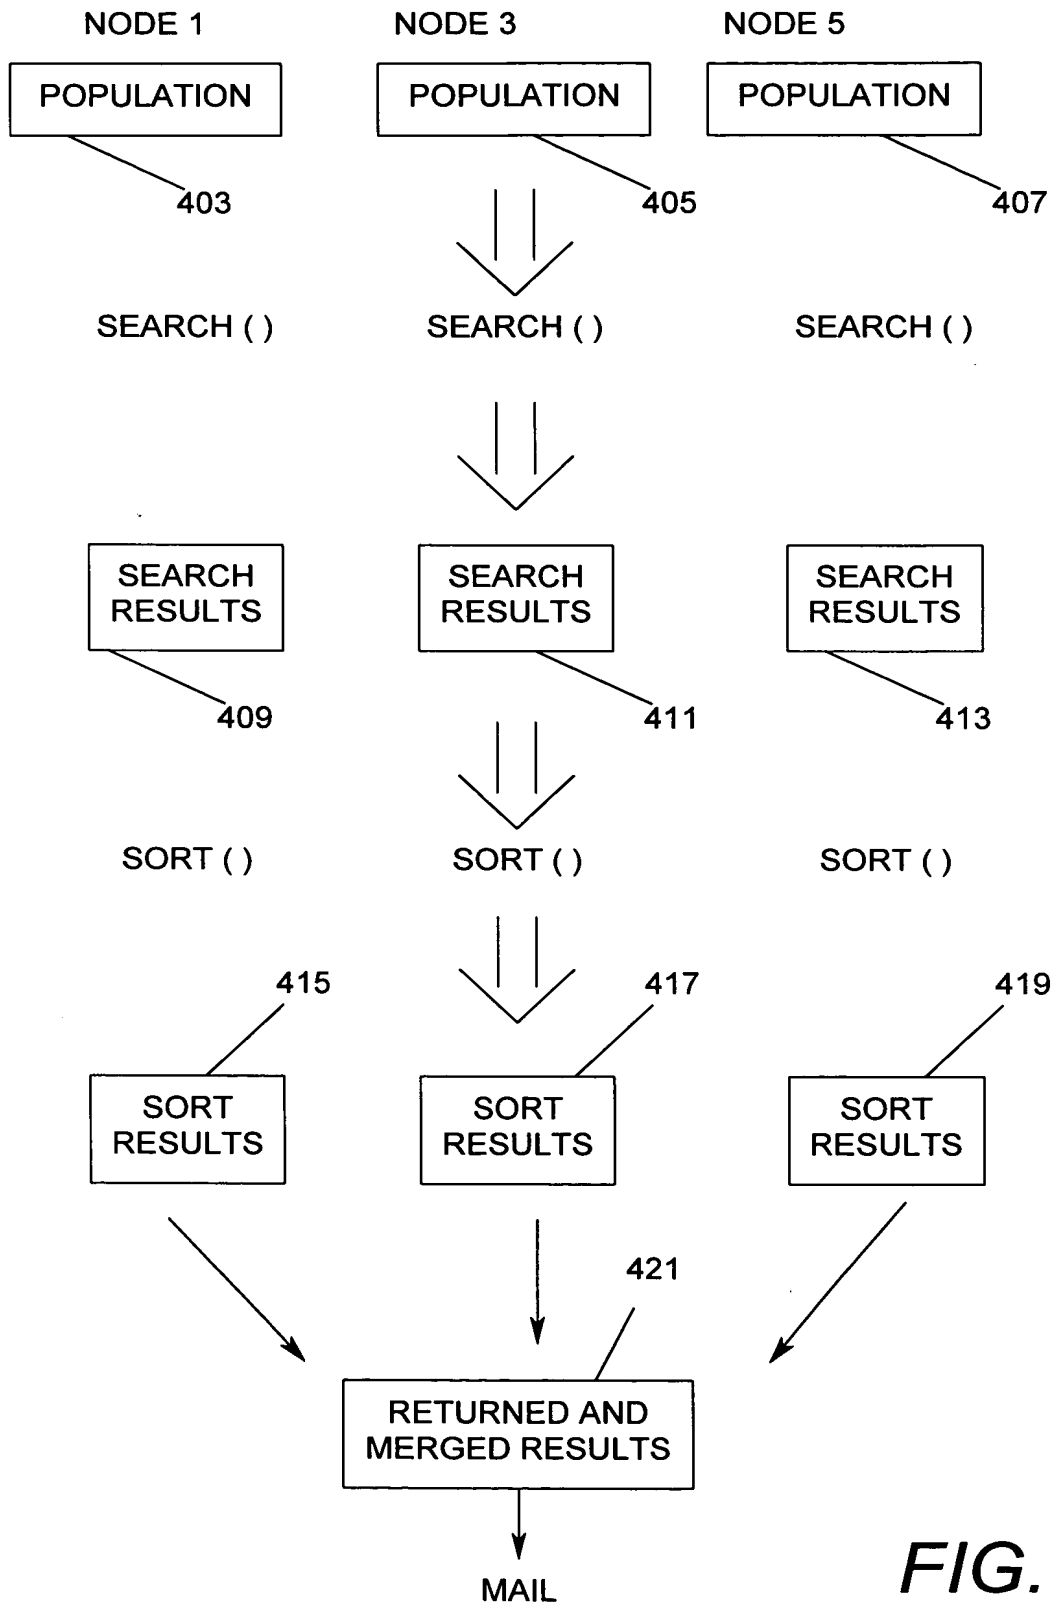 NODE 1 NODE 3 NODE 5
POPULATION POPULATION POPULATION
403 405 407
SEARCH ( ) SEARCH ( ) SEARCH ( )
SEARCH RESULTS
SEARCH RESULTS
SEARCH RESULTS
409 411 413
SORT ( ) SORT ( ) SORT ( )
415 417 419
SORT RESULTS
SORT RESULTS
SORT RESULTS
421
RETURNED AND
MERGED RESULTS
MAIL
FIG.